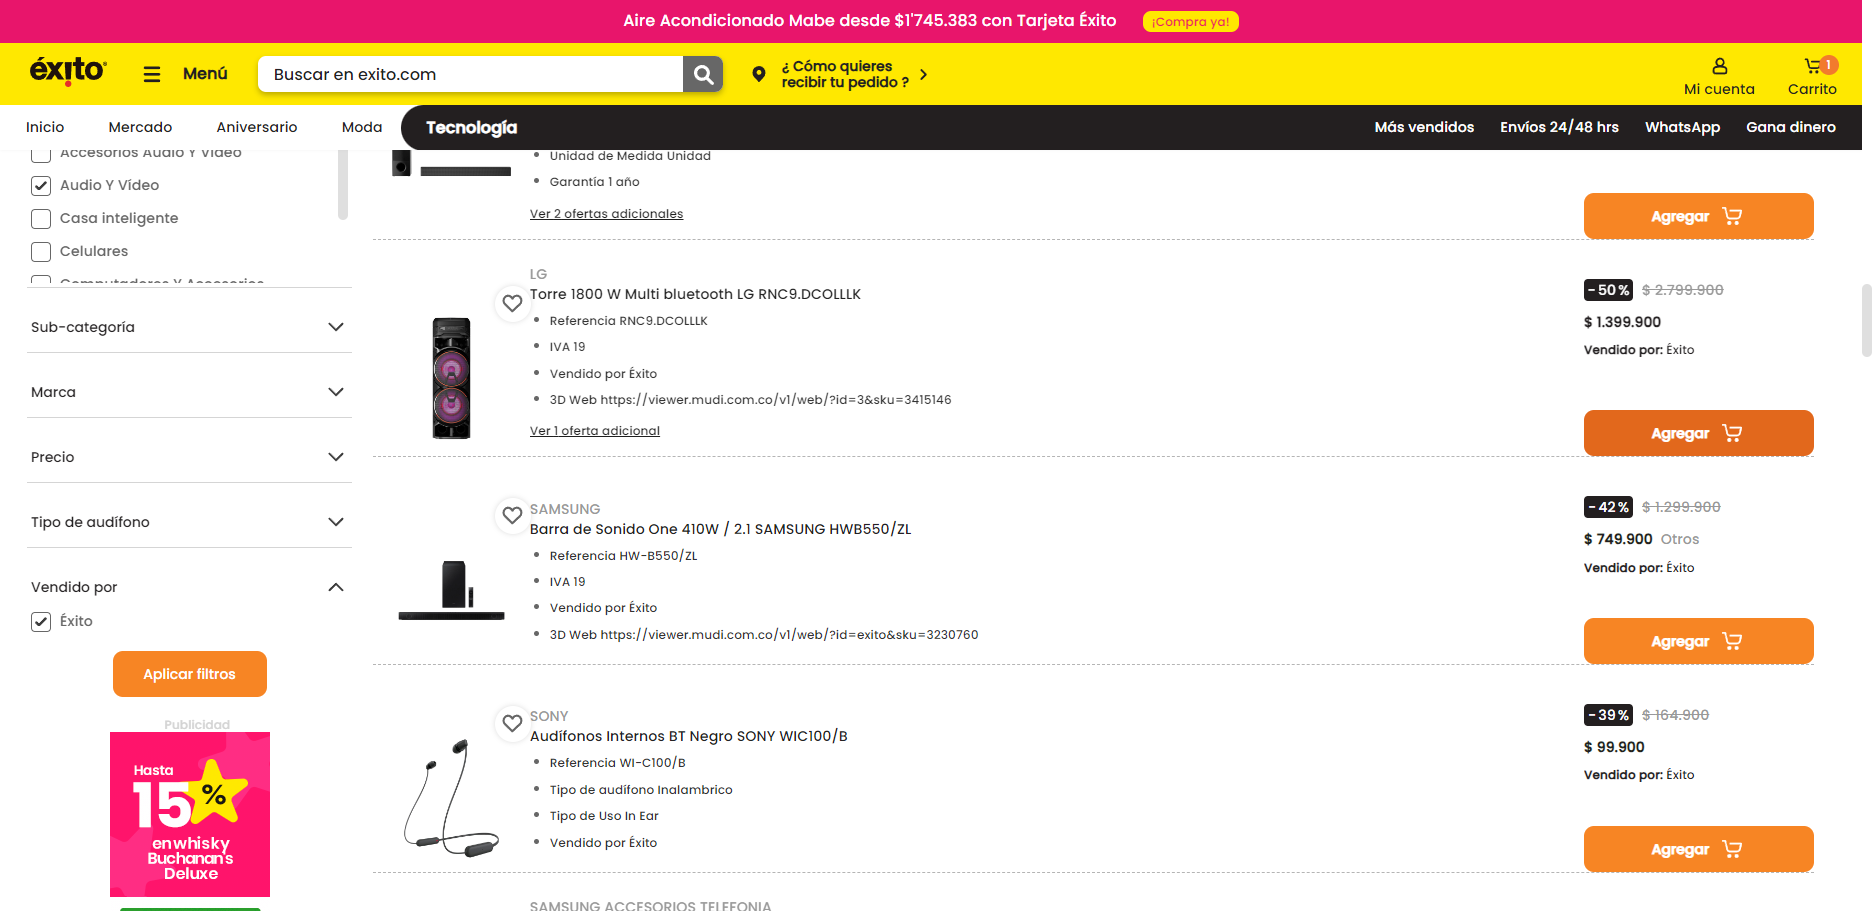 Aire Acondicionado Mabe desde $1'745.383 con Tarjeta Éxito
¡Compra ya!
éxito
Menú
Buscar en exito.com
¿ Cómo quieres
recibir tu pedido ?
Mi cuenta
1
Carrito
Inicio
Mercado
Aniversario
Moda
Tecnología
Más vendidos
Envíos 24/48 hrs
WhatsApp
Gana dinero
Accesorios Audio Y Video
Audio Y Vídeo
Casa inteligente
Celulares
Computadores Y Accesorios
Sub-categoría
Marca
Precio
Tipo de audífono
Vendido por
Éxito
Aplicar filtros
Publicidad
Hasta
15%
en whisky
Buchanan's
Deluxe
Unidad de Medida Unidad
Garantía 1 año
Ver 2 ofertas adicionales
Agregar
LG
Torre 1800 W Multi bluetooth LG RNC9.DCOLLLK
Referencia RNC9.DCOLLLK
IVA 19
Vendido por Éxito
3D Web https://viewer.mudi.com.co/v1/web/?id=3&sku=3415146
Ver 1 oferta adicional
-50% $ 2.799.900
$ 1.399.900
Vendido por: Éxito
Agregar
SAMSUNG
Barra de Sonido One 410W / 2.1 SAMSUNG HWB550/ZL
Referencia HW-B550/ZL
IVA 19
Vendido por Éxito
3D Web https://viewer.mudi.com.co/v1/web/?id=exito&sku=3230760
-42% $ 1.299.900
$ 749.900 Otros
Vendido por: Éxito
Agregar
SONY
Audífonos Internos BT Negro SONY WIC100/B
Referencia WI-C100/B
Tipo de audífono Inalambrico
Tipo de Uso In Ear
Vendido por Éxito
-39% $ 164.900
$ 99.900
Vendido por: Éxito
Agregar
SAMSUNG ACCESORIOS TELEFONIA